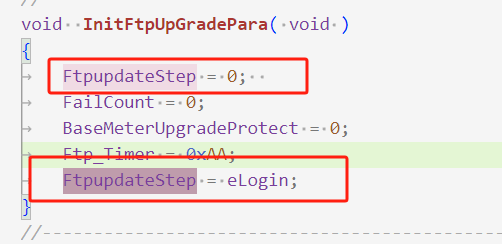 //
void InitFtpUpGradePara( void )
{
FtpupdateStep = 0;
FailCount = 0;
BaseMeterUpgradeProtect = 0;
Ftp_Timer = 0xAA;
FtpupdateStep = eLogin;
}
//------------------------------------------------------